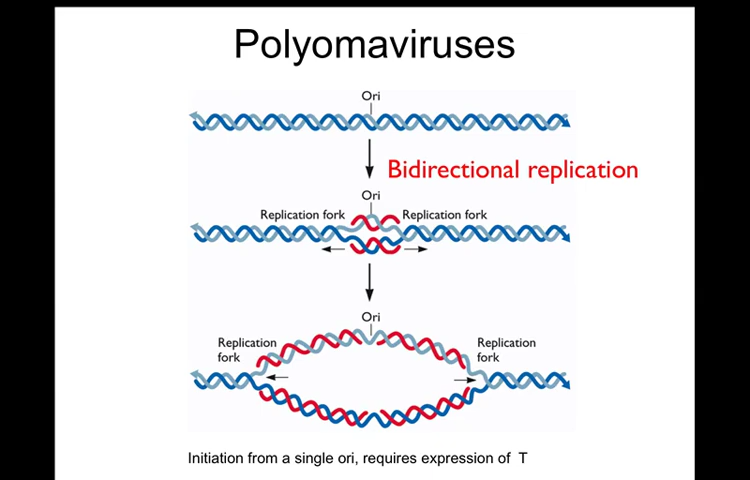 Polyomaviruses
Ori
Bidirectional replication
Ori
Replication fork
Replication fork
Ori
Replication
fork
Replication
fork
Initiation from a single ori, requires expression of T